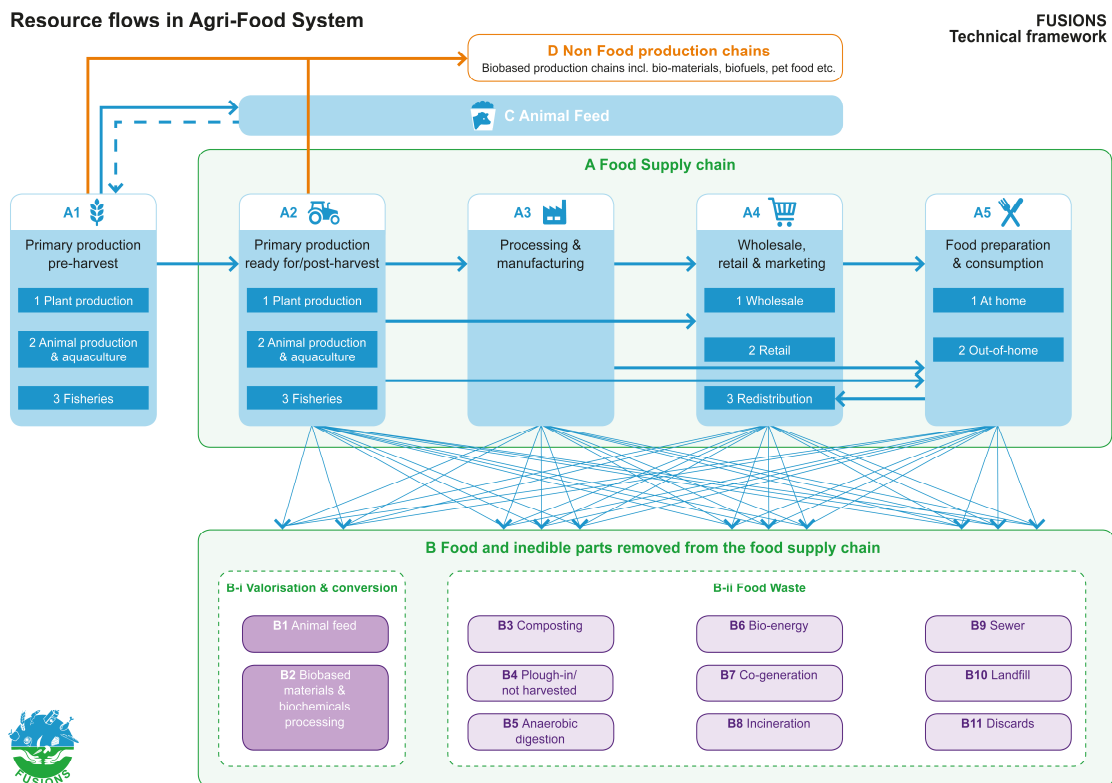 Resource flows in Agri-Food System
FUSIONS
Technical framework
D Non Food production chains
Biobased production chains incl. bio-materials, biofuels, pet food etc.
C Animal Feed
A Food Supply chain
A1
Primary production
pre-harvest
1 Plant production
2 Animal production
& aquaculture
3 Fisheries
A2
Primary production
ready for/post-harvest
1 Plant production
2 Animal production
& aquaculture
3 Fisheries
A3
Processing &
manufacturing
A4
Wholesale,
retail & marketing
1 Wholesale
2 Retail
3 Redistribution
A5
Food preparation
& consumption
1 At home
2 Out-of-home
B Food and inedible parts removed from the food supply chain
B-i Valorisation & conversion
B1 Animal feed
B2 Biobased
materials &
biochemicals
processing
B-ii Food Waste
B3 Composting
B4 Plough-in/
not harvested
B5 Anaerobic
digestion
B6 Bio-energy
B7 Co-generation
B8 Incineration
B9 Sewer
B10 Landfill
B11 Discards
FUSIONS